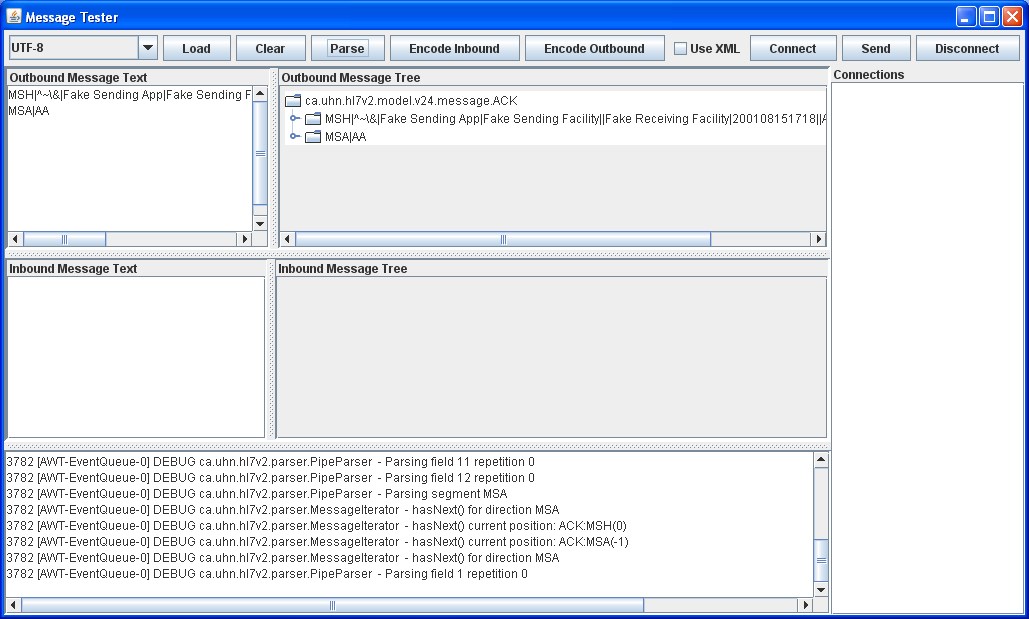 Message Tester
UTF-8 Load Clear Parse Encode Inbound Encode Outbound Use XML Connect Send Disconnect
Outbound Message Text
MSH|^~\&|Fake Sending App|Fake Sending F
MSA|AA
Outbound Message Tree
ca.uhn.hl7v2.model.v24.message.ACK
MSH|^~\&|Fake Sending App|Fake Sending Facility||Fake Receiving Facility|200108151718||A
MSA|AA
Connections
Inbound Message Text
Inbound Message Tree
3782 [AWT-EventQueue-0] DEBUG ca.uhn.hl7v2.parser.PipeParser - Parsing field 11 repetition 0
3782 [AWT-EventQueue-0] DEBUG ca.uhn.hl7v2.parser.PipeParser - Parsing field 12 repetition 0
3782 [AWT-EventQueue-0] DEBUG ca.uhn.hl7v2.parser.PipeParser - Parsing segment MSA
3782 [AWT-EventQueue-0] DEBUG ca.uhn.hl7v2.parser.MessageIterator - hasNext() for direction MSA
3782 [AWT-EventQueue-0] DEBUG ca.uhn.hl7v2.parser.MessageIterator - hasNext() current position: ACK:MSH(0)
3782 [AWT-EventQueue-0] DEBUG ca.uhn.hl7v2.parser.MessageIterator - hasNext() current position: ACK:MSA(-1)
3782 [AWT-EventQueue-0] DEBUG ca.uhn.hl7v2.parser.MessageIterator - hasNext() for direction MSA
3782 [AWT-EventQueue-0] DEBUG ca.uhn.hl7v2.parser.PipeParser - Parsing field 1 repetition 0